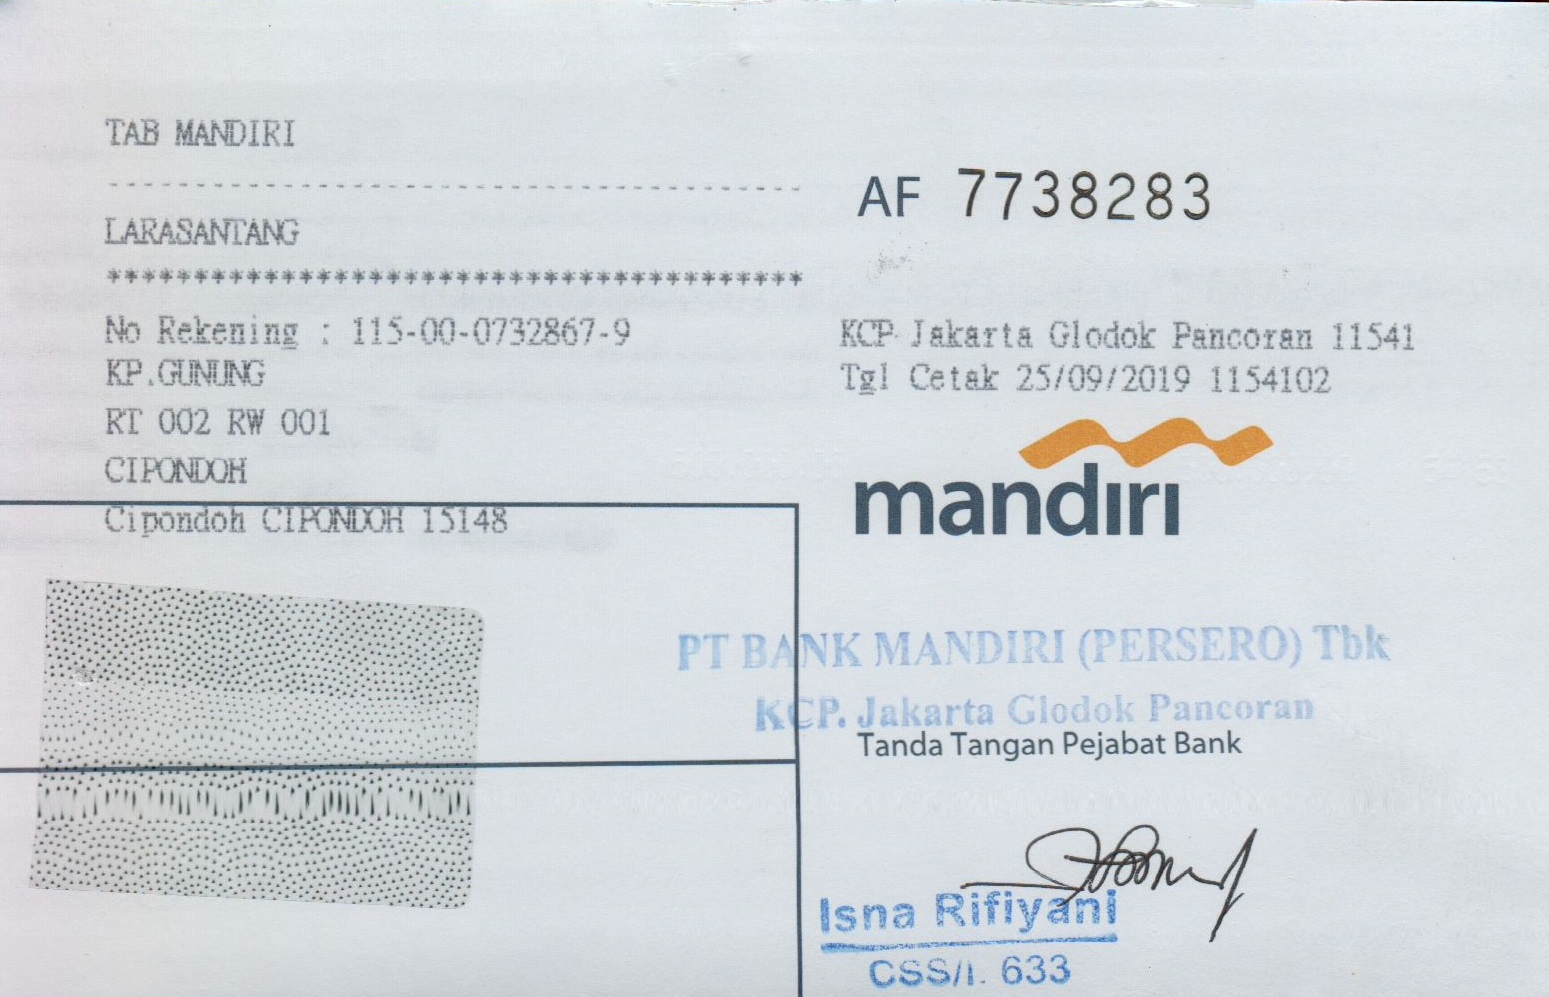 TAB MANDIRI
----------------------------------------
LARASANTANG
****************************************
No Rekening : 115-00-0732867-9
KP.GUNUNG
RT 002 RW 001
CIPONDOH
Cipondoh CIPONDOH 15148
AF 7738283
KCP Jakarta Glodok Pancoran 11541
Tgl Cetak 25/09/2019 1154102
mandiri
PT BANK MANDIRI (PERSERO) Tbk
KCP. Jakarta Glodok Pancoran
Tanda Tangan Pejabat Bank
Isna Rifiyani
CSS/I. 633